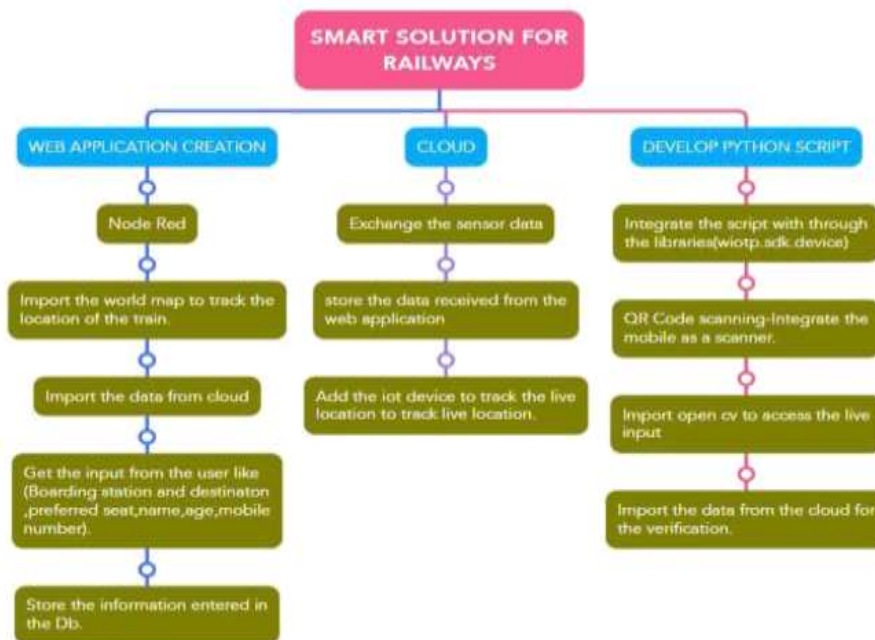 SMART SOLUTION FOR
RAILWAYS
WEB APPLICATION CREATION
Node Red
Import the world map to track the
location of the train.
Import the data from cloud
Get the input from the user like
(Boarding station and destinaton
,preferred seat,name,age,mobile
number).
Store the information entered in
the Db.
CLOUD
Exchange the sensor data
store the data received from the
web application
Add the iot device to track the live
location to track live location.
DEVELOP PYTHON SCRIPT
Integrate the script with through
the libraries(wiotp.sdk.device)
QR Code scanning-Integrate the
mobile as a scanner.
Import open cv to access the live
input
Import the data from the cloud for
the verification.